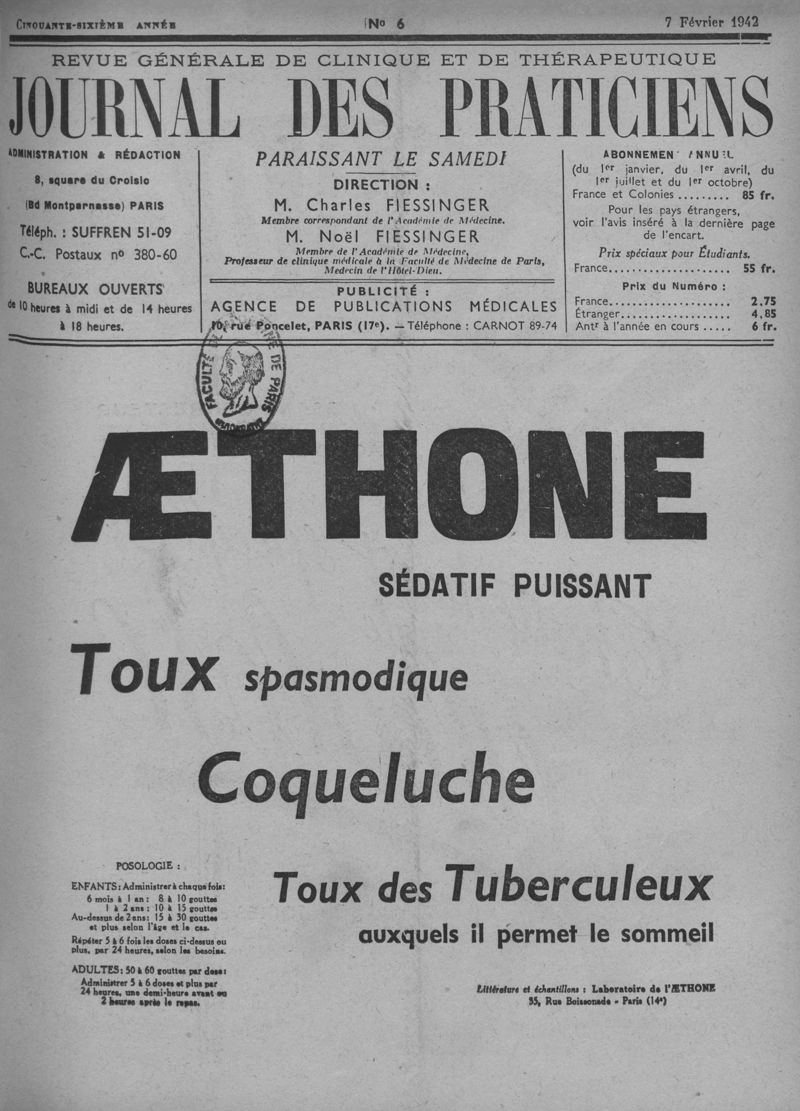 CINQUANTE-SIXIÈME ANNÉE
No 6
7 Février 1942
REVUE GÉNÉRALE DE CLINIQUE ET DE THÉRAPEUTIQUE
JOURNAL DES PRATICIENS
ADMINISTRATION & RÉDACTION
8, square du Croisic
(Bd Montparnasse) PARIS
Téléph. : SUFFREN 51-09
C.-C. Postaux no 380-60
BUREAUX OUVERTS
de 10 heures à midi et de 14 heures
à 18 heures.
PARAISSANT LE SAMEDI
DIRECTION :
M. Charles FIESSINGER
Membre correspondant de l'Académie de Médecine.
M. Noël FIESSINGER
Membre de l'Académie de Médecine,
Professeur de clinique médicale à la Faculté de Médecine de Paris,
Médecin de l'Hôtel-Dieu.
PUBLICITÉ :
AGENCE DE PUBLICATIONS MÉDICALES
10, rue Poncelet, PARIS (17e). — Téléphone : CARNOT 89-74
ABONNEMENT ANNUEL
(du 1er janvier, du 1er avril, du
1er juillet et du 1er octobre)
France et Colonies ......... 85 fr.
Pour les pays étrangers,
voir l'avis inséré à la dernière page
de l'encart.
Prix spéciaux pour Étudiants.
France.................... 55 fr.
Prix du Numéro :
France.................... 2,75
Étranger.................. 4,85
Antr à l'année en cours ..... 6 fr.
FACULTÉ DE MÉDECINE DE PARIS
ÆTHONE
SÉDATIF PUISSANT
Toux spasmodique
Coqueluche
Toux des Tuberculeux
auxquels il permet le sommeil
POSOLOGIE :
ENFANTS : Administrer à chaque fois :
6 mois à 1 an : 8 à 10 gouttes
1 à 2 ans : 10 à 15 gouttes
Au-dessus de 2 ans : 15 à 30 gouttes
et plus selon l'âge et le cas.
Répéter 5 à 6 fois les doses ci-dessus ou
plus, par 24 heures, selon les besoins.
ADULTES : 50 à 60 gouttes par dose :
Administrer 5 à 6 doses et plus par
24 heures, une demi-heure avant ou
2 heures après le repas.
Littérature et échantillons : Laboratoire de l'ÆTHONE
35, Rue Boissonade - Paris (14e)